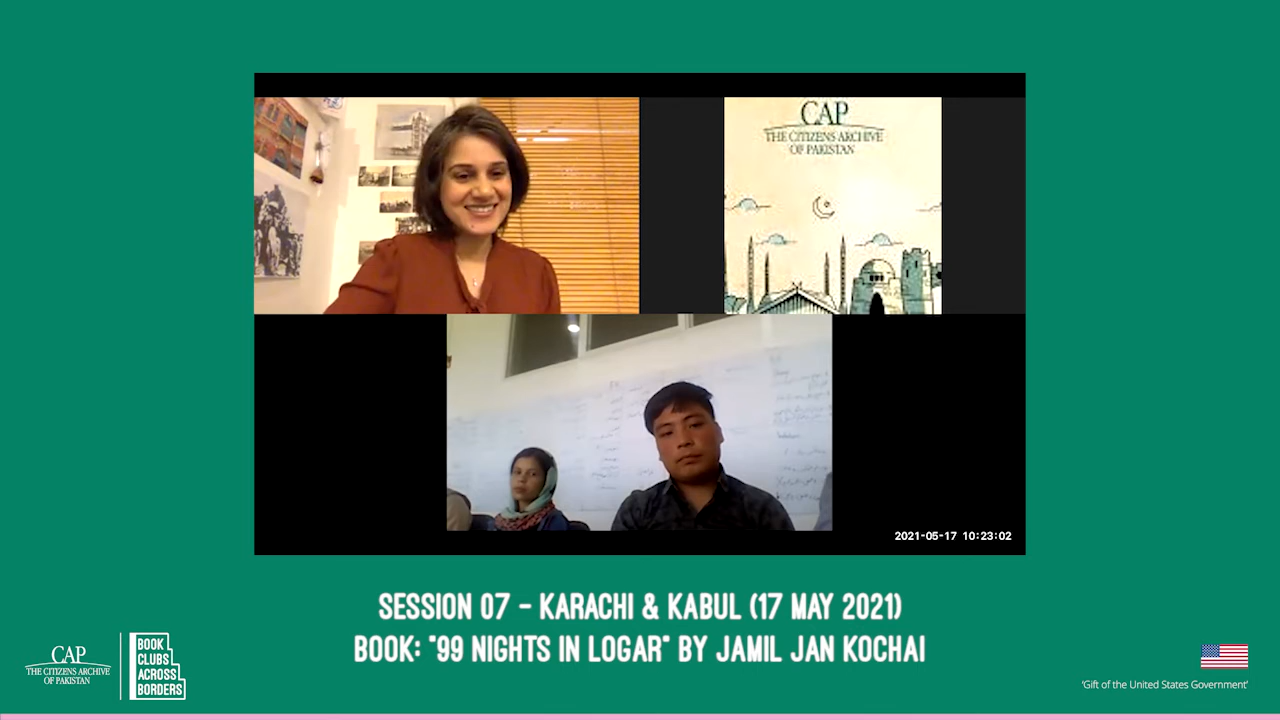 CAP
THE CITIZENS ARCHIVE
OF PAKISTAN
2021-05-17 10:23:02
SESSION 07 - KARACHI & KABUL (17 MAY 2021)
BOOK: "99 NIGHTS IN LOGAR" BY JAMIL JAN KOCHAI
CAP
THE CITIZENS ARCHIVE
OF PAKISTAN
BOOK
CLUBS
ACROSS
BORDERS
'Gift of the United States Government'